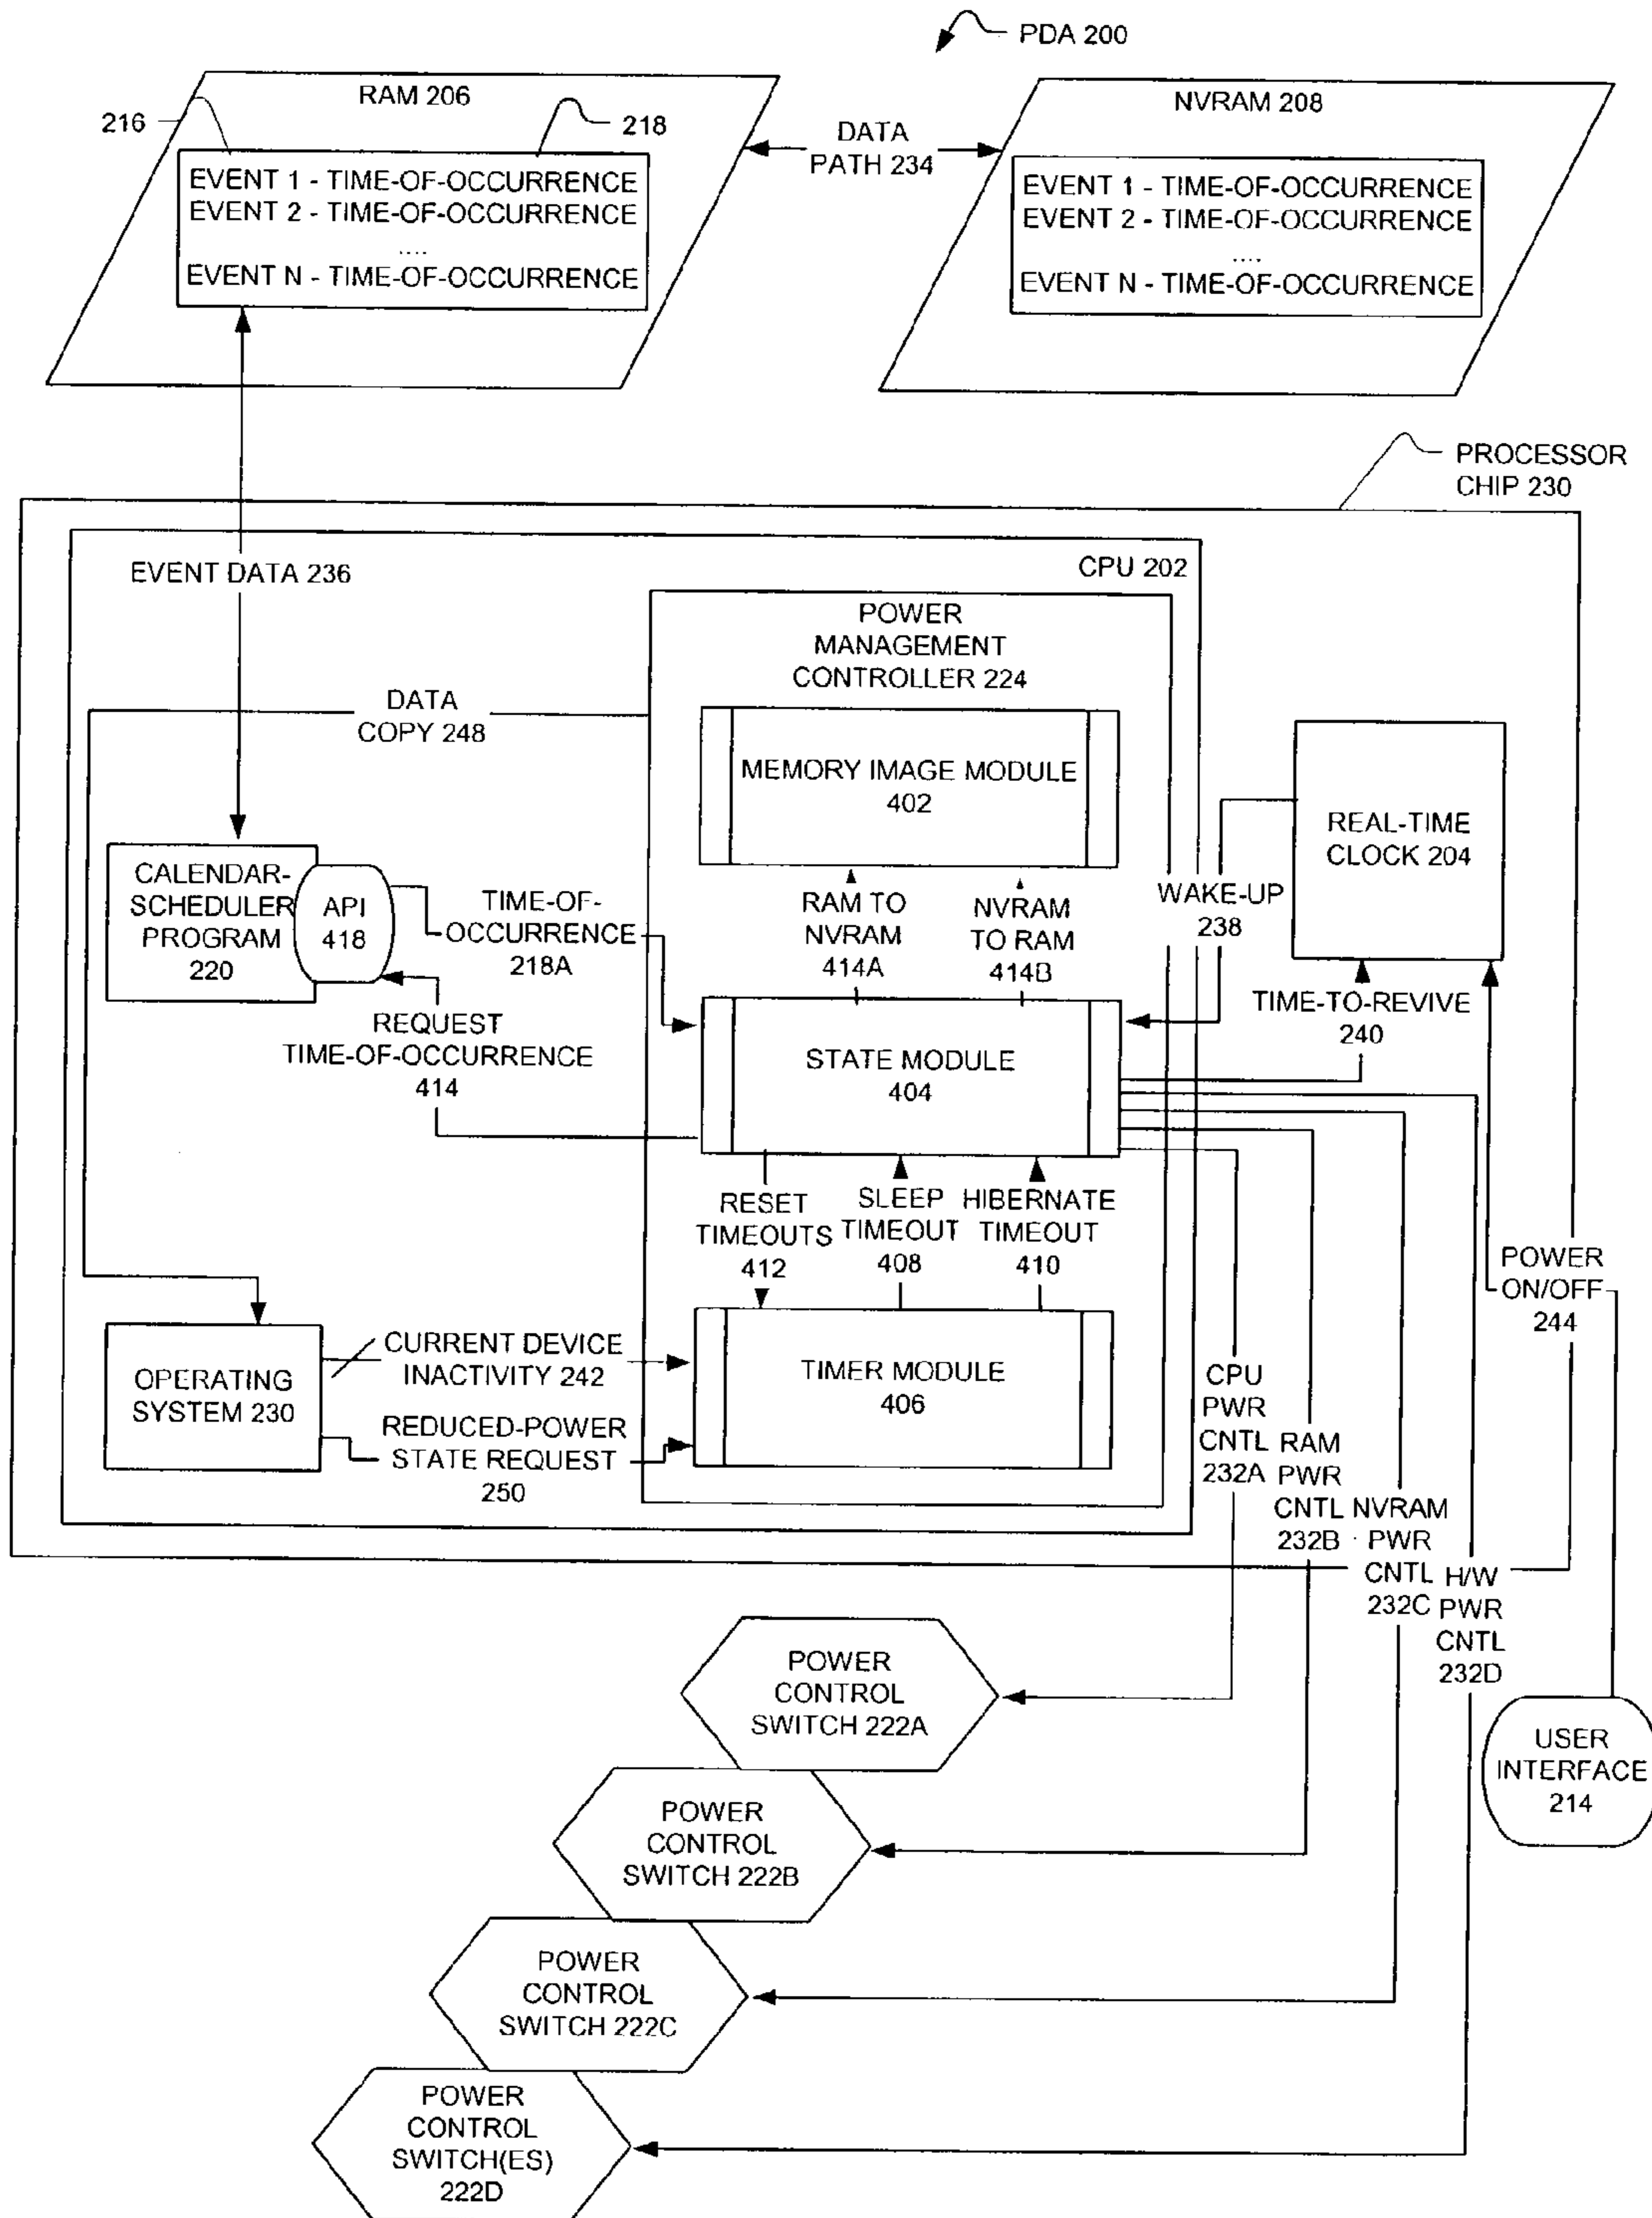 PDA 200
RAM 206
216
218
EVENT 1 - TIME-OF-OCCURRENCE
EVENT 2 - TIME-OF-OCCURRENCE
....
EVENT N - TIME-OF-OCCURRENCE
DATA
PATH 234
NVRAM 208
EVENT 1 - TIME-OF-OCCURRENCE
EVENT 2 - TIME-OF-OCCURRENCE
....
EVENT N - TIME-OF-OCCURRENCE
PROCESSOR
CHIP 230
CPU 202
EVENT DATA 236
POWER
MANAGEMENT
CONTROLLER 224
DATA
COPY 248
MEMORY IMAGE MODULE
402
REAL-TIME
CLOCK 204
CALENDAR-
SCHEDULER
PROGRAM
220
API
418
TIME-OF-
OCCURRENCE
218A
RAM TO
NVRAM
414A
NVRAM
TO RAM
414B
WAKE-UP
238
TIME-TO-REVIVE
240
REQUEST
TIME-OF-OCCURRENCE
414
STATE MODULE
404
RESET
TIMEOUTS
412
SLEEP
TIMEOUT
408
HIBERNATE
TIMEOUT
410
POWER
ON/OFF
244
OPERATING
SYSTEM 230
CURRENT DEVICE
INACTIVITY 242
REDUCED-POWER
STATE REQUEST
250
TIMER MODULE
406
CPU
PWR
CNTL
232A
RAM
PWR
CNTL
232B
NVRAM
PWR
CNTL
232C
H/W
PWR
CNTL
232D
POWER
CONTROL
SWITCH 222A
USER
INTERFACE
214
POWER
CONTROL
SWITCH 222B
POWER
CONTROL
SWITCH 222C
POWER
CONTROL
SWITCH(ES)
222D